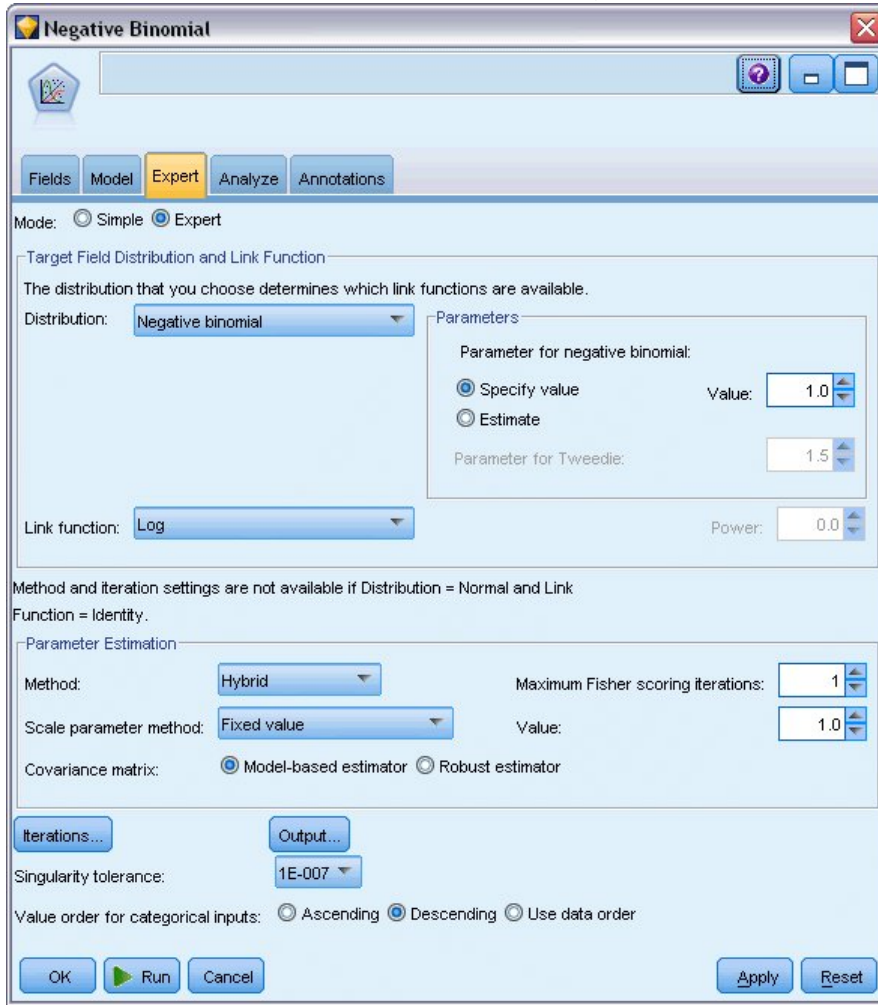 Negative Binomial
Fields Model Expert Analyze Annotations
Mode: Simple Expert
Target Field Distribution and Link Function
The distribution that you choose determines which link functions are available.
Distribution: Negative binomial
Parameters
Parameter for negative binomial:
Specify value Value: 1.0
Estimate
Parameter for Tweedie: 1.5
Link function: Log Power: 0.0
Method and iteration settings are not available if Distribution = Normal and Link
Function = Identity.
Parameter Estimation
Method: Hybrid Maximum Fisher scoring iterations: 1
Scale parameter method: Fixed value Value: 1.0
Covariance matrix: Model-based estimator Robust estimator
Iterations... Output...
Singularity tolerance: 1E-007
Value order for categorical inputs: Ascending Descending Use data order
OK Run Cancel Apply Reset